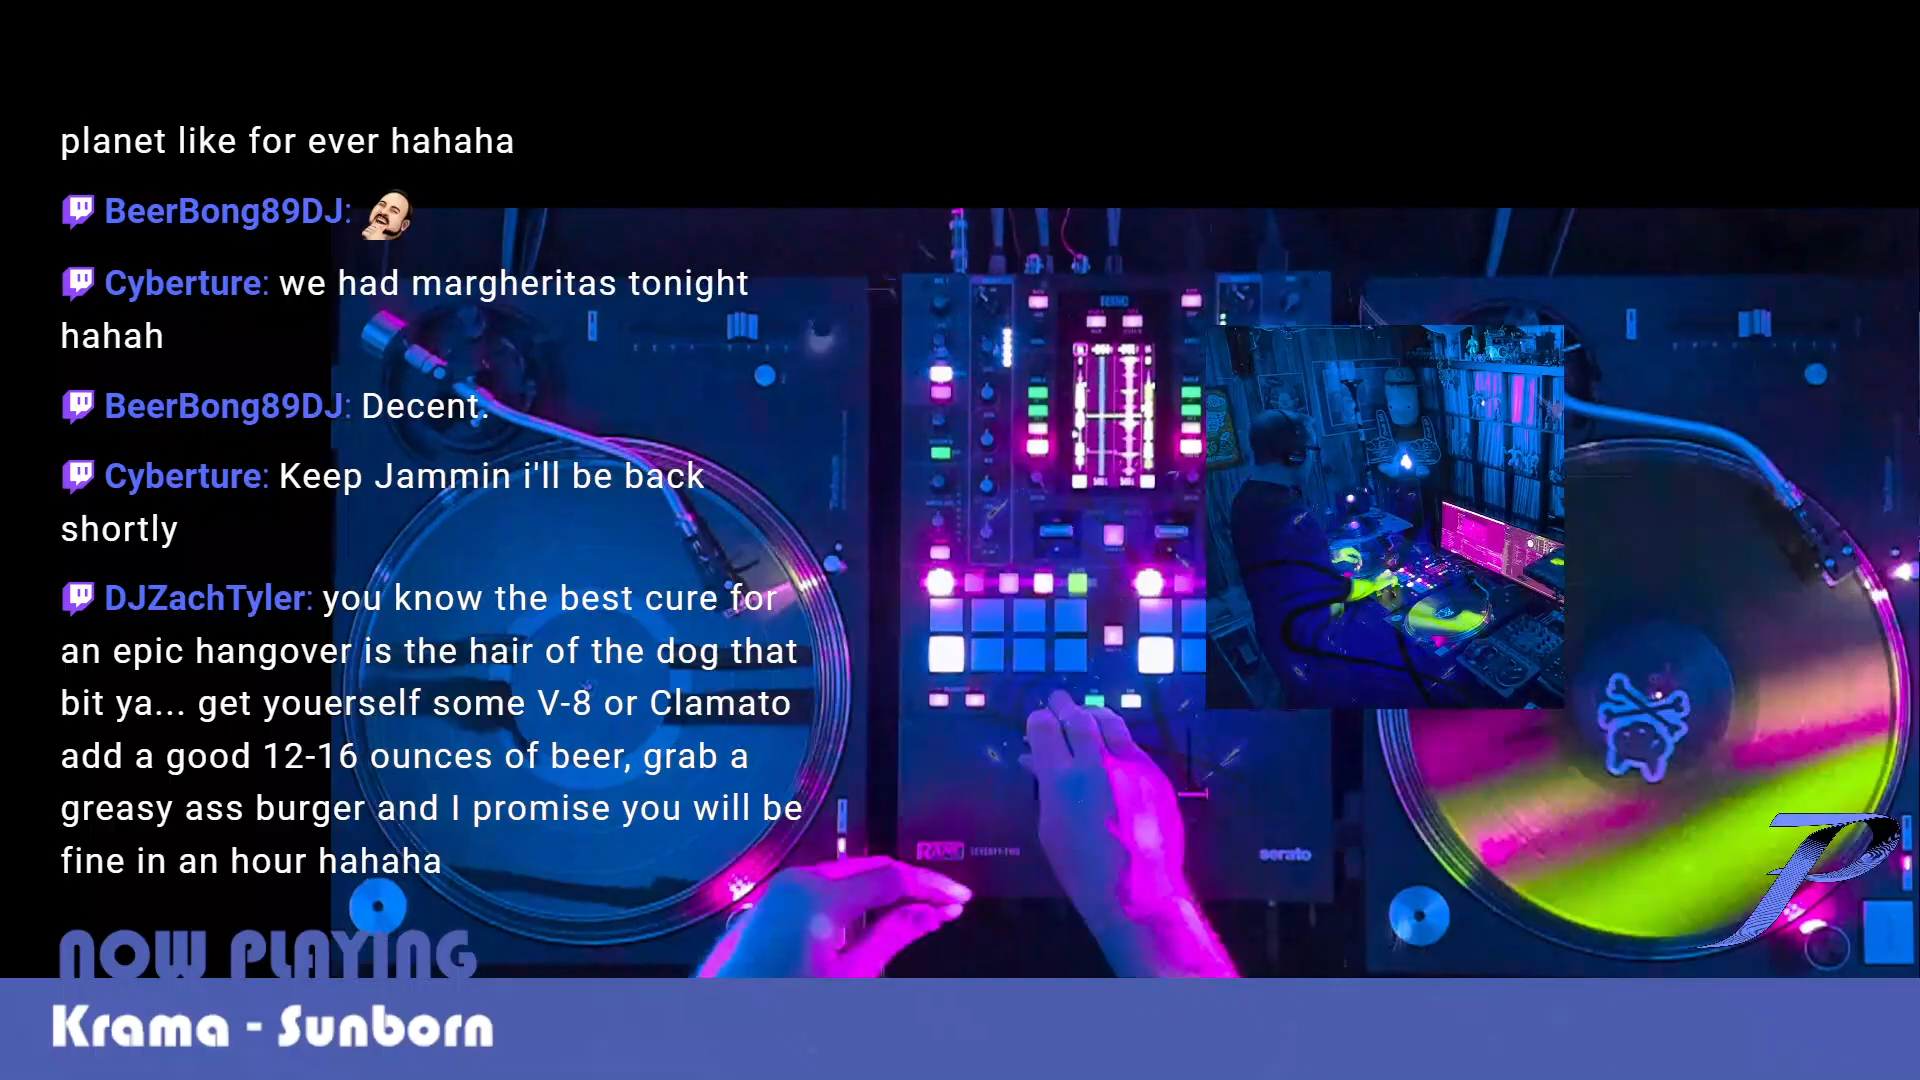 planet like for ever hahaha
BeerBong89DJ:
Cyberture: we had margheritas tonight
hahah
BeerBong89DJ: Decent.
Cyberture: Keep Jammin i'll be back
shortly
DJZachTyler: you know the best cure for
an epic hangover is the hair of the dog that
bit ya... get youerself some V-8 or Clamato
add a good 12-16 ounces of beer, grab a
greasy ass burger and I promise you will be
fine in an hour hahaha
RANE SEVENTY-TWO
serato
NOW PLAYING
Krama - Sunborn